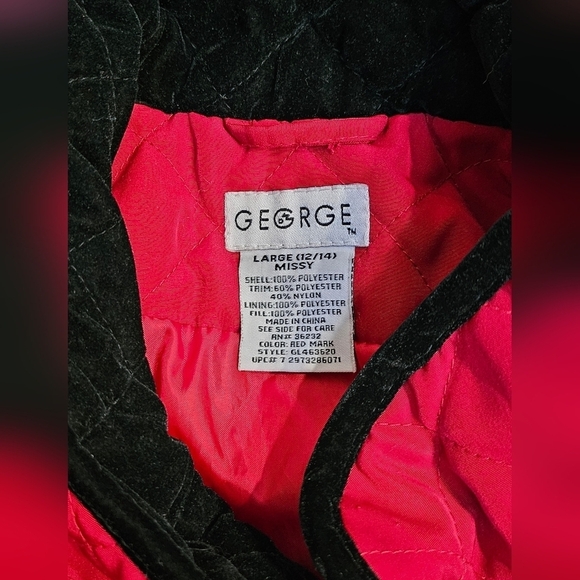 GEORGE
TM
LARGE (12/14)
MISSY
SHELL:100% POLYESTER
TRIM:60% POLYESTER
40% NYLON
LINING:100% POLYESTER
FILL:100% POLYESTER
MADE IN CHINA
SEE SIDE FOR CARE
RN# 36232
COLOR: RED MARK
STYLE: GL463620
UPC# 7 2973286071